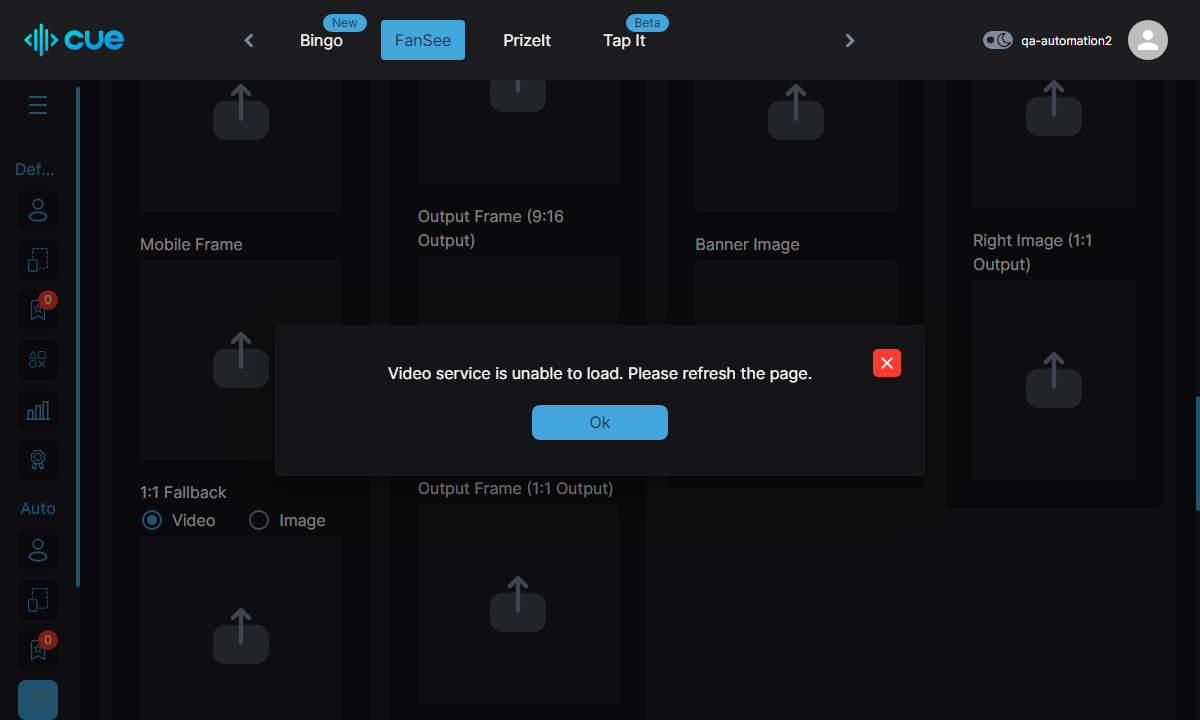 cue
New
Beta
Bingo
FanSee
PrizeIt
Tap It
qa-automation2
Def...
0
Auto
0
Mobile Frame
Output Frame (9:16
Output)
Banner Image
Right Image (1:1
Output)
Video service is unable to load. Please refresh the page.
Ok
1:1 Fallback
Video
Image
Output Frame (1:1 Output)